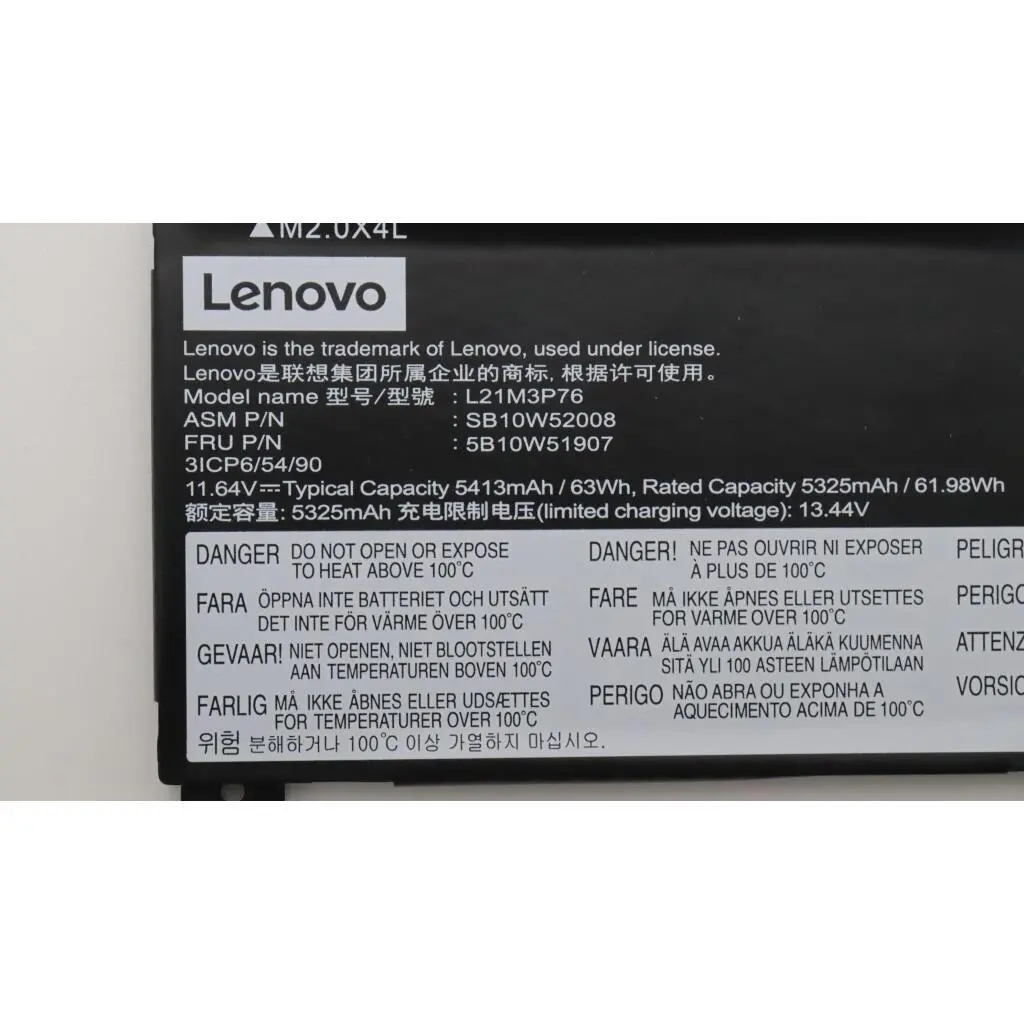 ▲M2.0X4L
Lenovo
Lenovo is the trademark of Lenovo, used under license.
Lenovo是联想集团所属企业的商标, 根据许可使用。
Model name 型号/型號 : L21M3P76
ASM P/N : SB10W52008
FRU P/N : 5B10W51907
3ICP6/54/90
11.64V⎓Typical Capacity 5413mAh / 63Wh, Rated Capacity 5325mAh / 61.98Wh
额定容量: 5325mAh 充电限制电压(limited charging voltage): 13.44V
DANGER DO NOT OPEN OR EXPOSE
TO HEAT ABOVE 100°C
FARA ÖPPNA INTE BATTERIET OCH UTSÄTT
DET INTE FÖR VÄRME ÖVER 100°C
GEVAAR! NIET OPENEN, NIET BLOOTSTELLEN
AAN TEMPERATUREN BOVEN 100°C
FARLIG MÅ IKKE ÅBNES ELLER UDSÆTTES
FOR TEMPERATURER OVER 100°C
위험 분해하거나 100°C 이상 가열하지 마십시오.
DANGER! NE PAS OUVRIR NI EXPOSER
À PLUS DE 100°C
FARE MÅ IKKE ÅPNES ELLER UTSETTES
FOR VARME OVER 100°C
VAARA ÄLÄ AVAA AKKUA ÄLÄKÄ KUUMENNA
SITÄ YLI 100 ASTEEN LÄMPÖTILAAN
PERIGO NÃO ABRA OU EXPONHA A
AQUECIMENTO ACIMA DE 100°C
PELIGR
PERIGO
ATTENZ
VORSIC